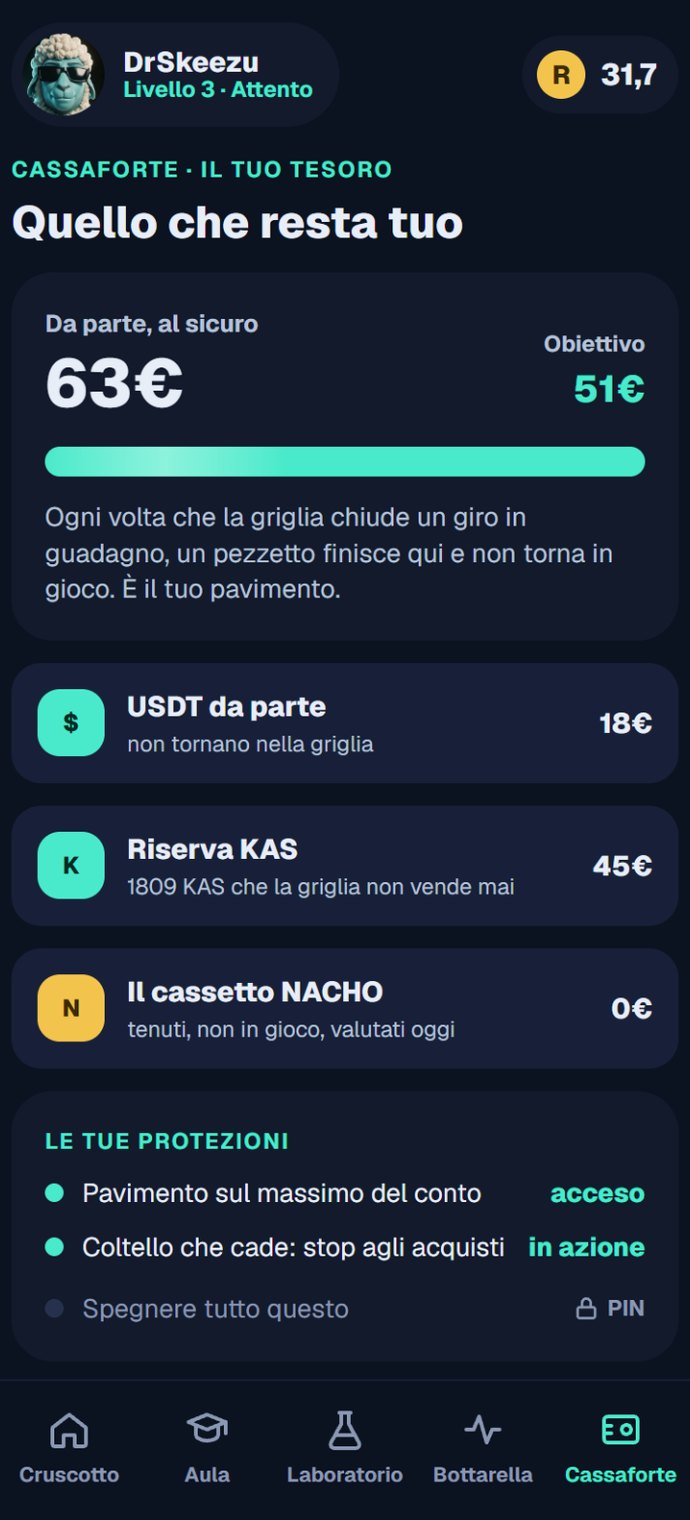 DrSkeezu
Livello 3 · Attento
R 31,7
CASSAFORTE · IL TUO TESORO
Quello che resta tuo
Da parte, al sicuro
63€
Obiettivo
51€
Ogni volta che la griglia chiude un giro in
guadagno, un pezzetto finisce qui e non torna in
gioco. È il tuo pavimento.
$
USDT da parte
non tornano nella griglia
18€
K
Riserva KAS
1809 KAS che la griglia non vende mai
45€
N
Il cassetto NACHO
tenuti, non in gioco, valutati oggi
0€
LE TUE PROTEZIONI
Pavimento sul massimo del conto acceso
Coltello che cade: stop agli acquisti in azione
Spegnere tutto questo PIN
Cruscotto Aula Laboratorio Bottarella Cassaforte